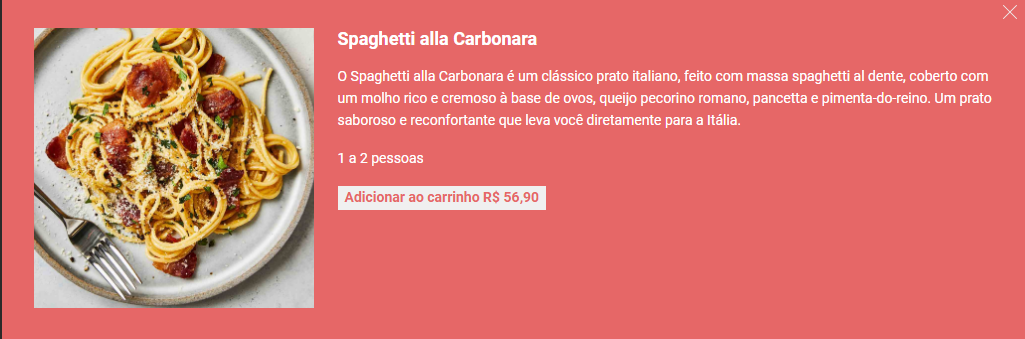 Spaghetti alla Carbonara
O Spaghetti alla Carbonara é um clássico prato italiano, feito com massa spaghetti al dente, coberto com
um molho rico e cremoso à base de ovos, queijo pecorino romano, pancetta e pimenta-do-reino. Um prato
saboroso e reconfortante que leva você diretamente para a Itália.
1 a 2 pessoas
Adicionar ao carrinho R$ 56,90